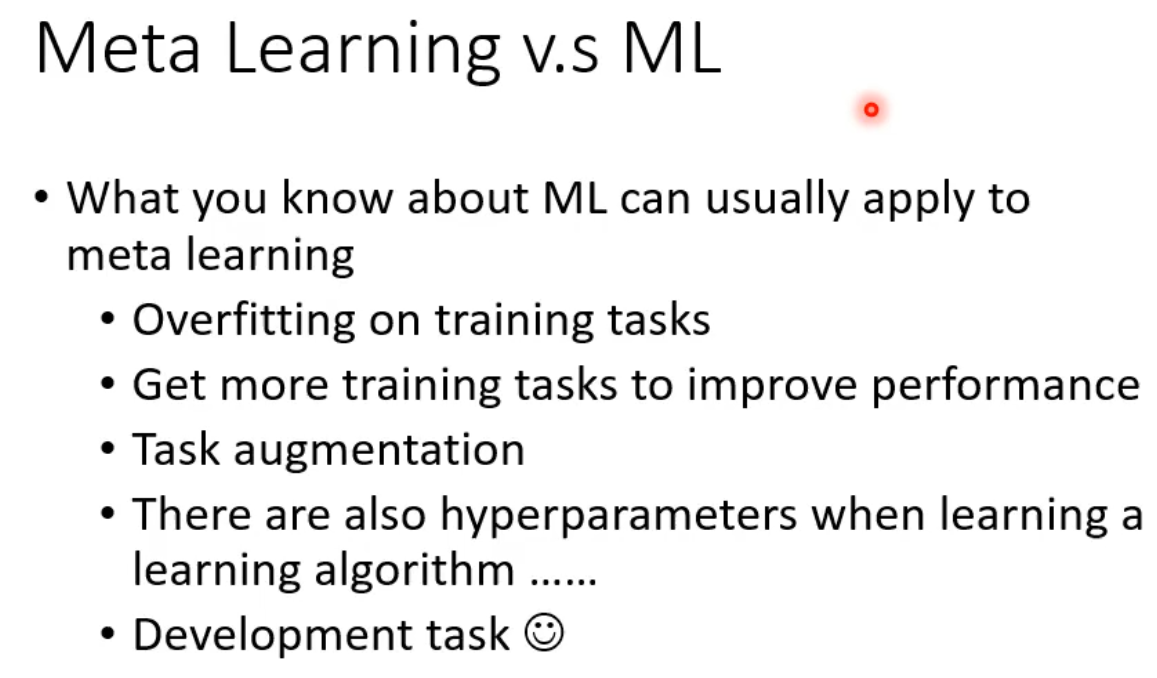 Meta Learning v.s ML
• What you know about ML can usually apply to
meta learning
• Overfitting on training tasks
• Get more training tasks to improve performance
• Task augmentation
• There are also hyperparameters when learning a
learning algorithm ……
• Development task ☺